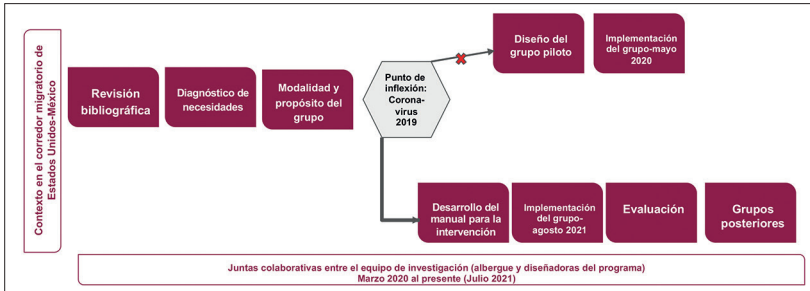 Contexto en el corredor migratorio de
Estados Unidos-México
Revisión
bibliográfica
Diagnóstico de
necesidades
Modalidad y
propósito del
grupo
Punto de
inflexión:
Corona-
virus
2019
Diseño del
grupo piloto
Implementación
del grupo-mayo
2020
Desarrollo del
manual para la
intervención
Implementación
del grupo-
agosto 2021
Evaluación
Grupos
posteriores
Juntas colaborativas entre el equipo de investigación (albergue y diseñadoras del programa)
Marzo 2020 al presente (Julio 2021)